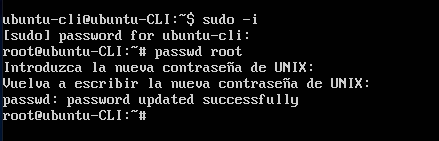 ubuntu-cli@ubuntu-CLI:~$ sudo -i
[sudo] password for ubuntu-cli:
root@ubuntu-CLI:~# passwd root
Introduzca la nueva contraseña de UNIX:
Vuelva a escribir la nueva contraseña de UNIX:
passwd: password updated successfully
root@ubuntu-CLI:~#